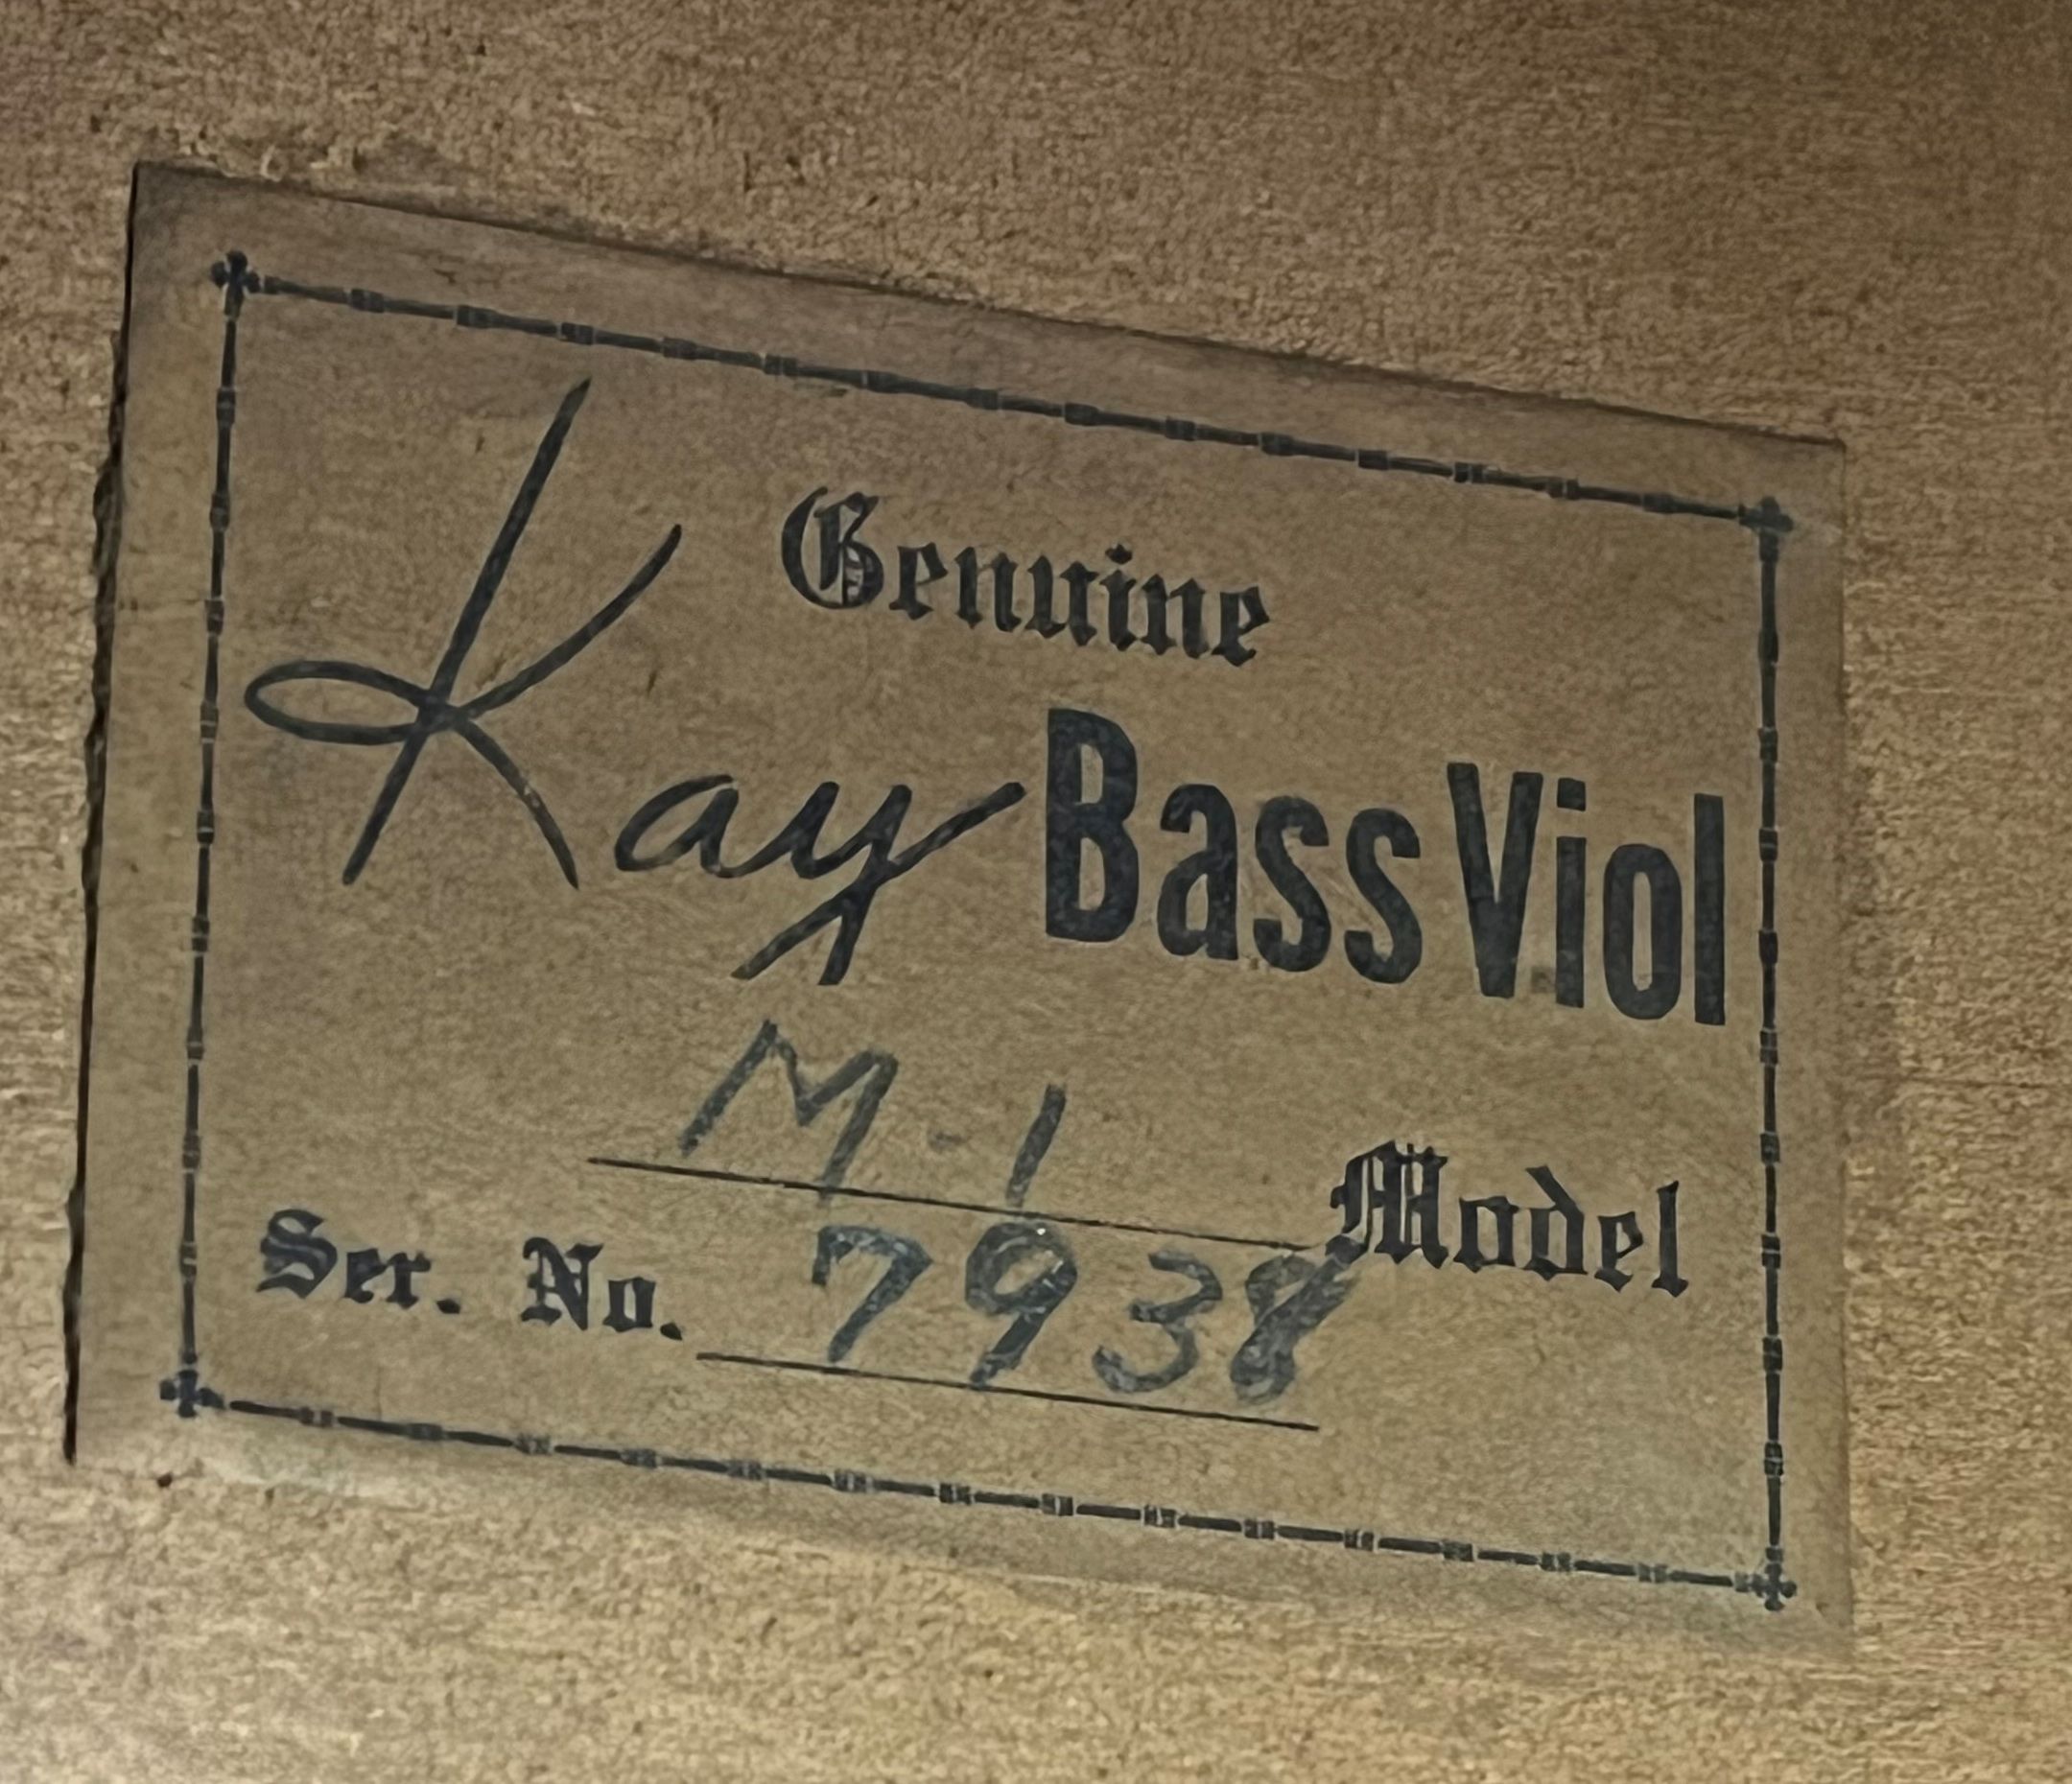 Genuine
Kay Bass Viol
M-1 Model
Ser. No. 7938